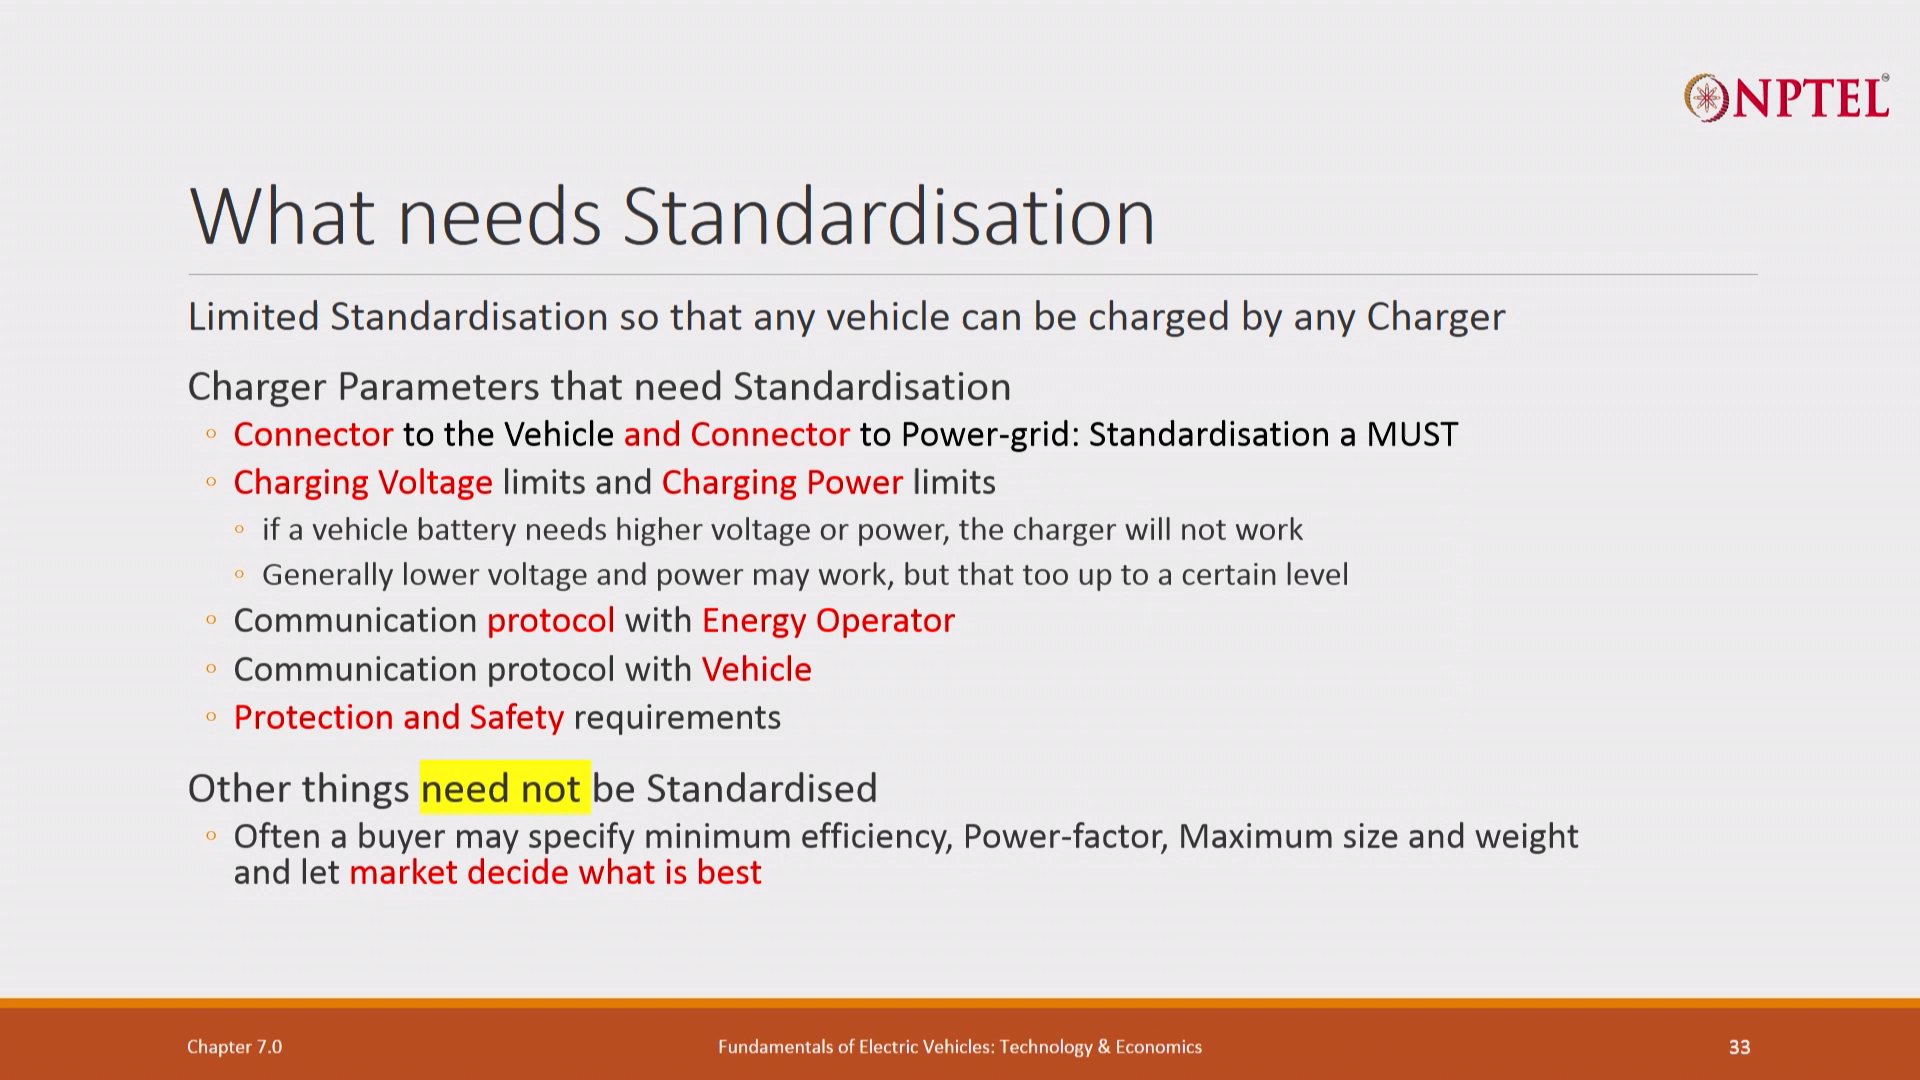 NPTEL
What needs Standardisation
Limited Standardisation so that any vehicle can be charged by any Charger
Charger Parameters that need Standardisation
◦ Connector to the Vehicle and Connector to Power-grid: Standardisation a MUST
◦ Charging Voltage limits and Charging Power limits
◦ if a vehicle battery needs higher voltage or power, the charger will not work
◦ Generally lower voltage and power may work, but that too up to a certain level
◦ Communication protocol with Energy Operator
◦ Communication protocol with Vehicle
◦ Protection and Safety requirements
Other things need not be Standardised
◦ Often a buyer may specify minimum efficiency, Power-factor, Maximum size and weight
and let market decide what is best
Chapter 7.0
Fundamentals of Electric Vehicles: Technology & Economics
33